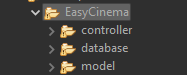 EasyCinema
controller
database
model